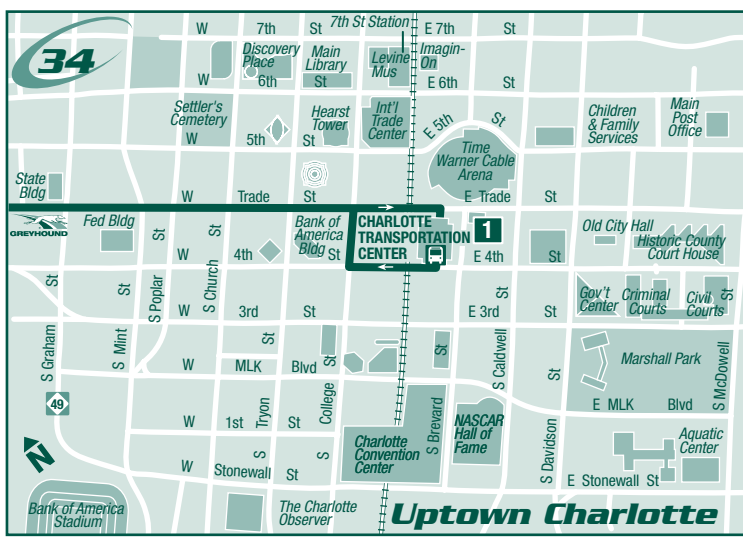 34
W 7th St
7th St Station
E 7th St
Discovery
Place
Main
Library
Levine
Mus
Imagin-
On
W 6th St
E 6th St
Settler's
Cemetery
Hearst
Tower
Int'l
Trade
Center
Children
& Family
Services
Main
Post
Office
W 5th St
E 5th St
Time
Warner Cable
Arena
State
Bldg
W Trade St
E Trade St
GREYHOUND
Fed Bldg
Bank of
America
Bldg
CHARLOTTE
TRANSPORTATION
CENTER
1
Old City Hall
Historic County
Court House
W 4th St
E 4th St
Gov't
Center
Criminal
Courts
Civil
Courts
W 3rd St
E 3rd St
S Graham St
S Mint St
S Poplar St
S Church St
S Tryon St
S College St
S Brevard St
S Caldwell St
S Davidson St
S McDowell St
W MLK Blvd
Marshall Park
E MLK Blvd
49
W 1st St
Charlotte
Convention
Center
NASCAR
Hall of
Fame
Aquatic
Center
N
W Stonewall St
E Stonewall St
Bank of America
Stadium
The Charlotte
Observer
Uptown Charlotte